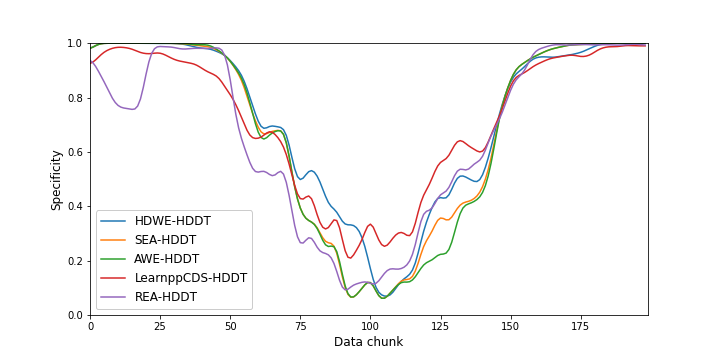 1.0
0.8
0.6
0.4
0.2
0.0
Specificity
HDWE-HDDT
SEA-HDDT
AWE-HDDT
LearnppCDS-HDDT
REA-HDDT
0 25 50 75 100 125 150 175
Data chunk